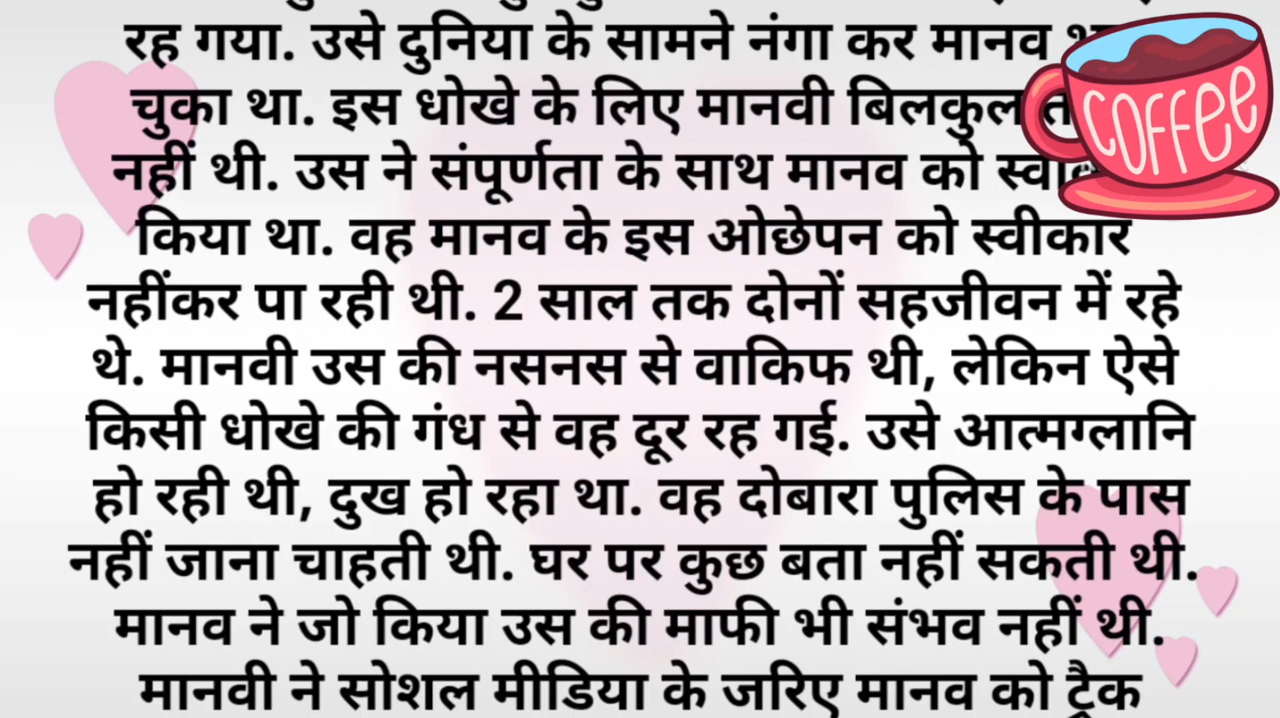 रह गया. उसे दुनिया के सामने नंगा कर मानव
चुका था. इस धोखे के लिए मानवी बिलकुल
नहीं थी. उस ने संपूर्णता के साथ मानव को
किया था. वह मानव के इस ओछेपन को स्वीकार
नहींकर पा रही थी. 2 साल तक दोनों सहजीवन में रहे
थे. मानवी उस की नसनस से वाकिफ थी, लेकिन ऐसे
किसी धोखे की गंध से वह दूर रह गई. उसे आत्मग्लानि
हो रही थी, दुख हो रहा था. वह दोबारा पुलिस के पास
नहीं जाना चाहती थी. घर पर कुछ बता नहीं सकती थी.
मानव ने जो किया उस की माफी भी संभव नहीं थी.
मानवी ने सोशल मीडिया के जरिए मानव को ट्रैक
COFFee